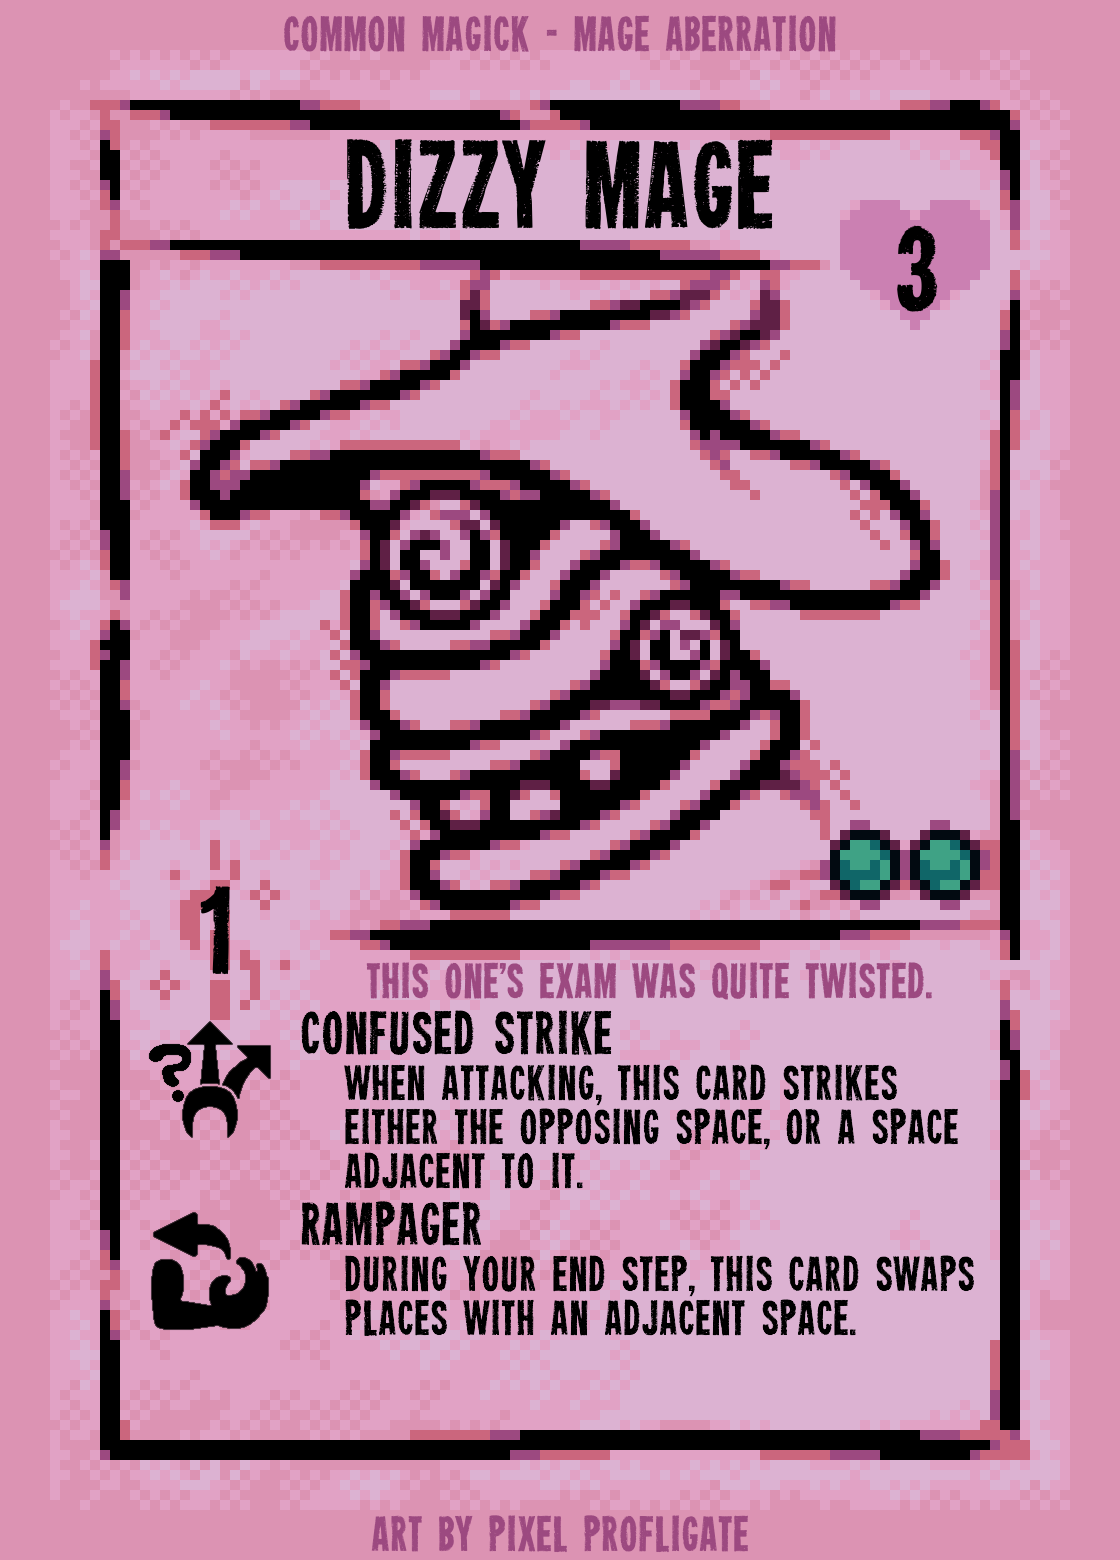 COMMON MAGICK - MAGE ABERRATION
DIZZY MAGE
3
1
THIS ONE'S EXAM WAS QUITE TWISTED.
CONFUSED STRIKE
WHEN ATTACKING, THIS CARD STRIKES
EITHER THE OPPOSING SPACE, OR A SPACE
ADJACENT TO IT.
?
RAMPAGER
DURING YOUR END STEP, THIS CARD SWAPS
PLACES WITH AN ADJACENT SPACE.
ART BY PIXEL PROFLIGATE